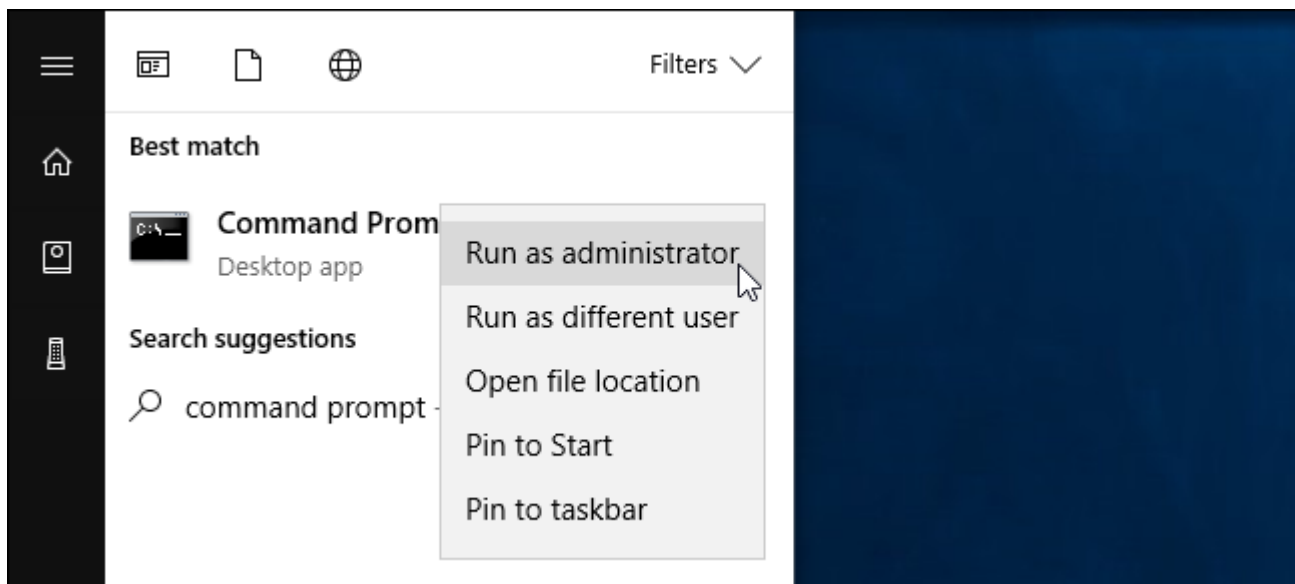 Filters
Best match
Command Prom
Desktop app
Run as administrator
Run as different user
Search suggestions
Open file location
command prompt -
Pin to Start
Pin to taskbar